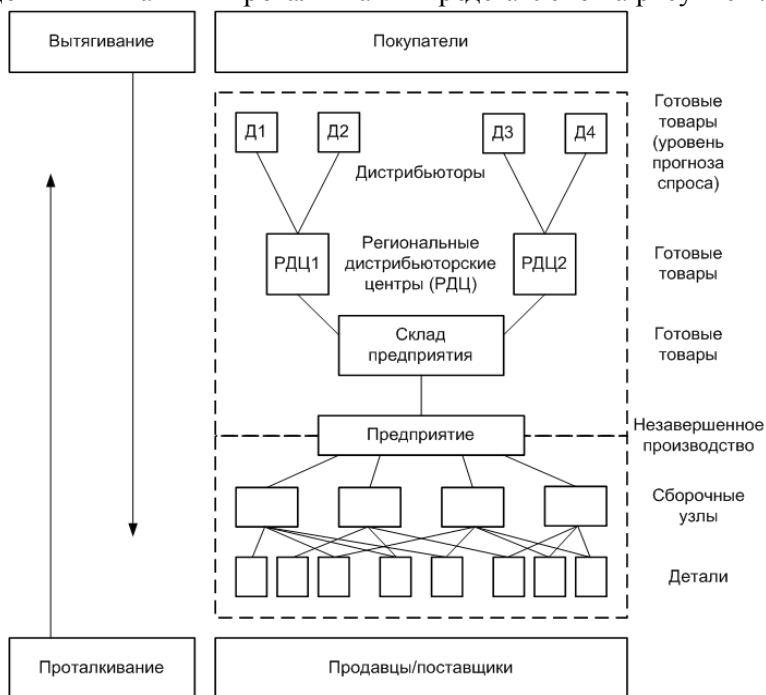 Вытягивание
Покупатели
Д1
Д2
Д3
Д4
Готовые
товары
(уровень
прогноза
спроса)
Дистрибьюторы
РДЦ1
Региональные
дистрибьюторские
центры (РДЦ)
РДЦ2
Готовые
товары
Склад
предприятия
Готовые
товары
Предприятие
Незавершенное
производство
Сборочные
узлы
Детали
Проталкивание
Продавцы/поставщики